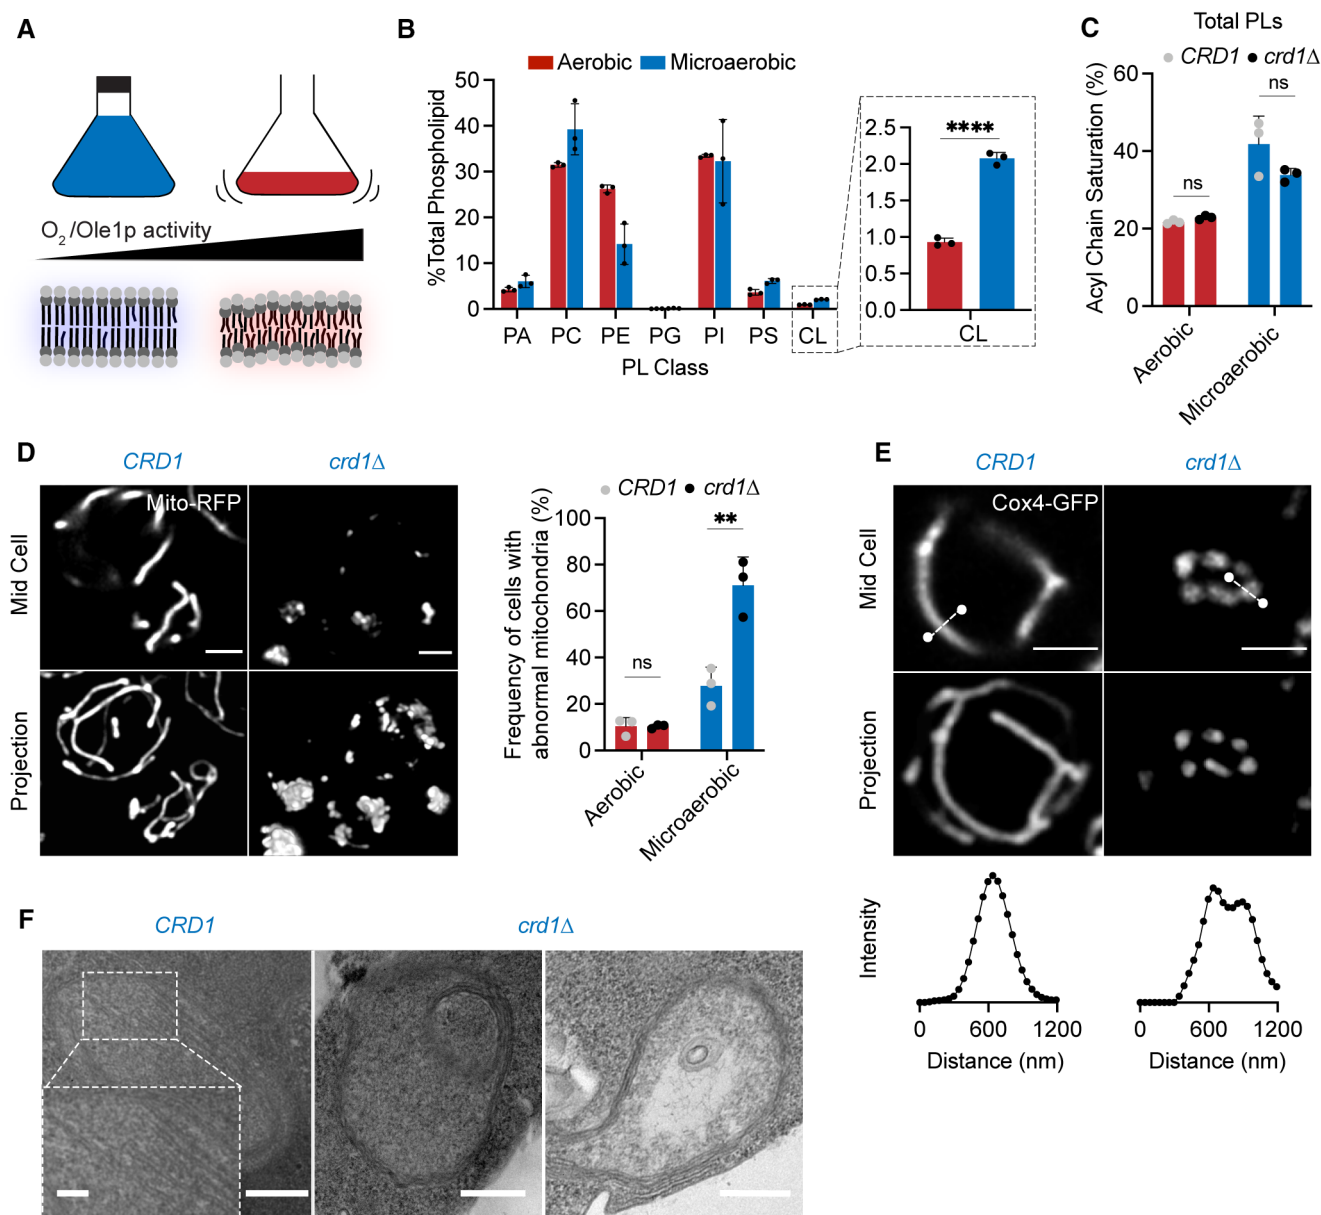 A
O2 /Ole1p activity
B
Aerobic Microaerobic
%Total Phospholipid
50
40
30
20
10
0
PA PC PE PG PI PS CL
PL Class
2.5
2.0
1.5
1.0
0.5
0.0
****
CL
C
Total PLs
CRD1 crd1Δ
Acyl Chain Saturation (%)
60
40
20
0
ns
ns
Aerobic
Microaerobic
D
CRD1 crd1Δ
Mito-RFP
Mid Cell
Projection
CRD1 crd1Δ
Frequency of cells with
abnormal mitochondria (%)
100
80
60
40
20
0
ns
**
Aerobic
Microaerobic
E
CRD1 crd1Δ
Cox4-GFP
Mid Cell
Projection
Intensity
0 600 1200
Distance (nm)
0 600 1200
Distance (nm)
F
CRD1 crd1Δ